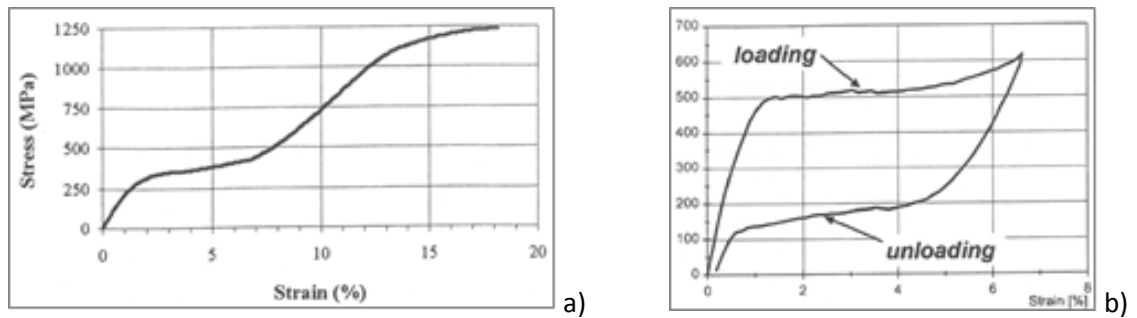 1250
1000
750
500
250
0
Stress (MPa)
0 5 10 15 20
Strain (%)
a)
700
600
500
400
300
200
100
0
loading
unloading
0 2 4 6 8
Strain [%]
b)